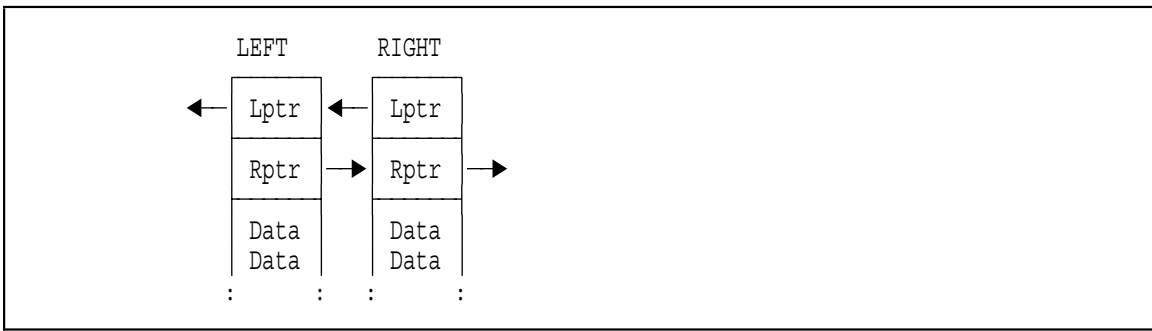 LEFT RIGHT
Lptr Lptr
Rptr Rptr
Data Data
Data Data
: : : :